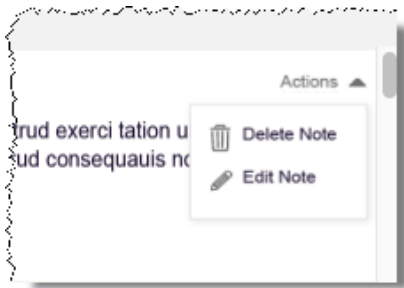 Actions
trud exerci tation u
Delete Note
ud consequauis no
Edit Note